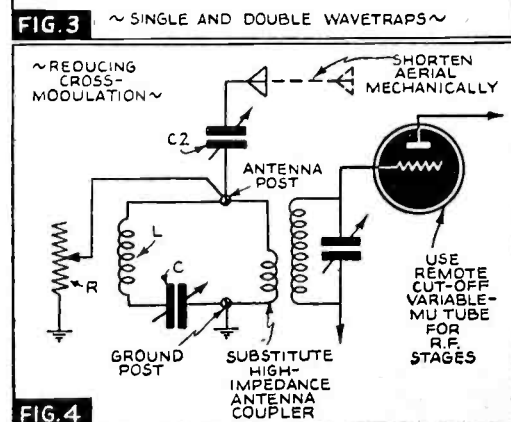 FIG.3
~SINGLE AND DOUBLE WAVETRAPS~
~REDUCING
CROSS-
MODULATION~
SHORTEN
AERIAL
MECHANICALLY
C2
ANTENNA
POST
L
C
R
GROUND
POST
SUBSTITUTE
HIGH-
IMPEDANCE
ANTENNA
COUPLER
USE
REMOTE
CUT-OFF
VARIABLE-
MU TUBE
FOR
R.F.
STAGES
FIG.4